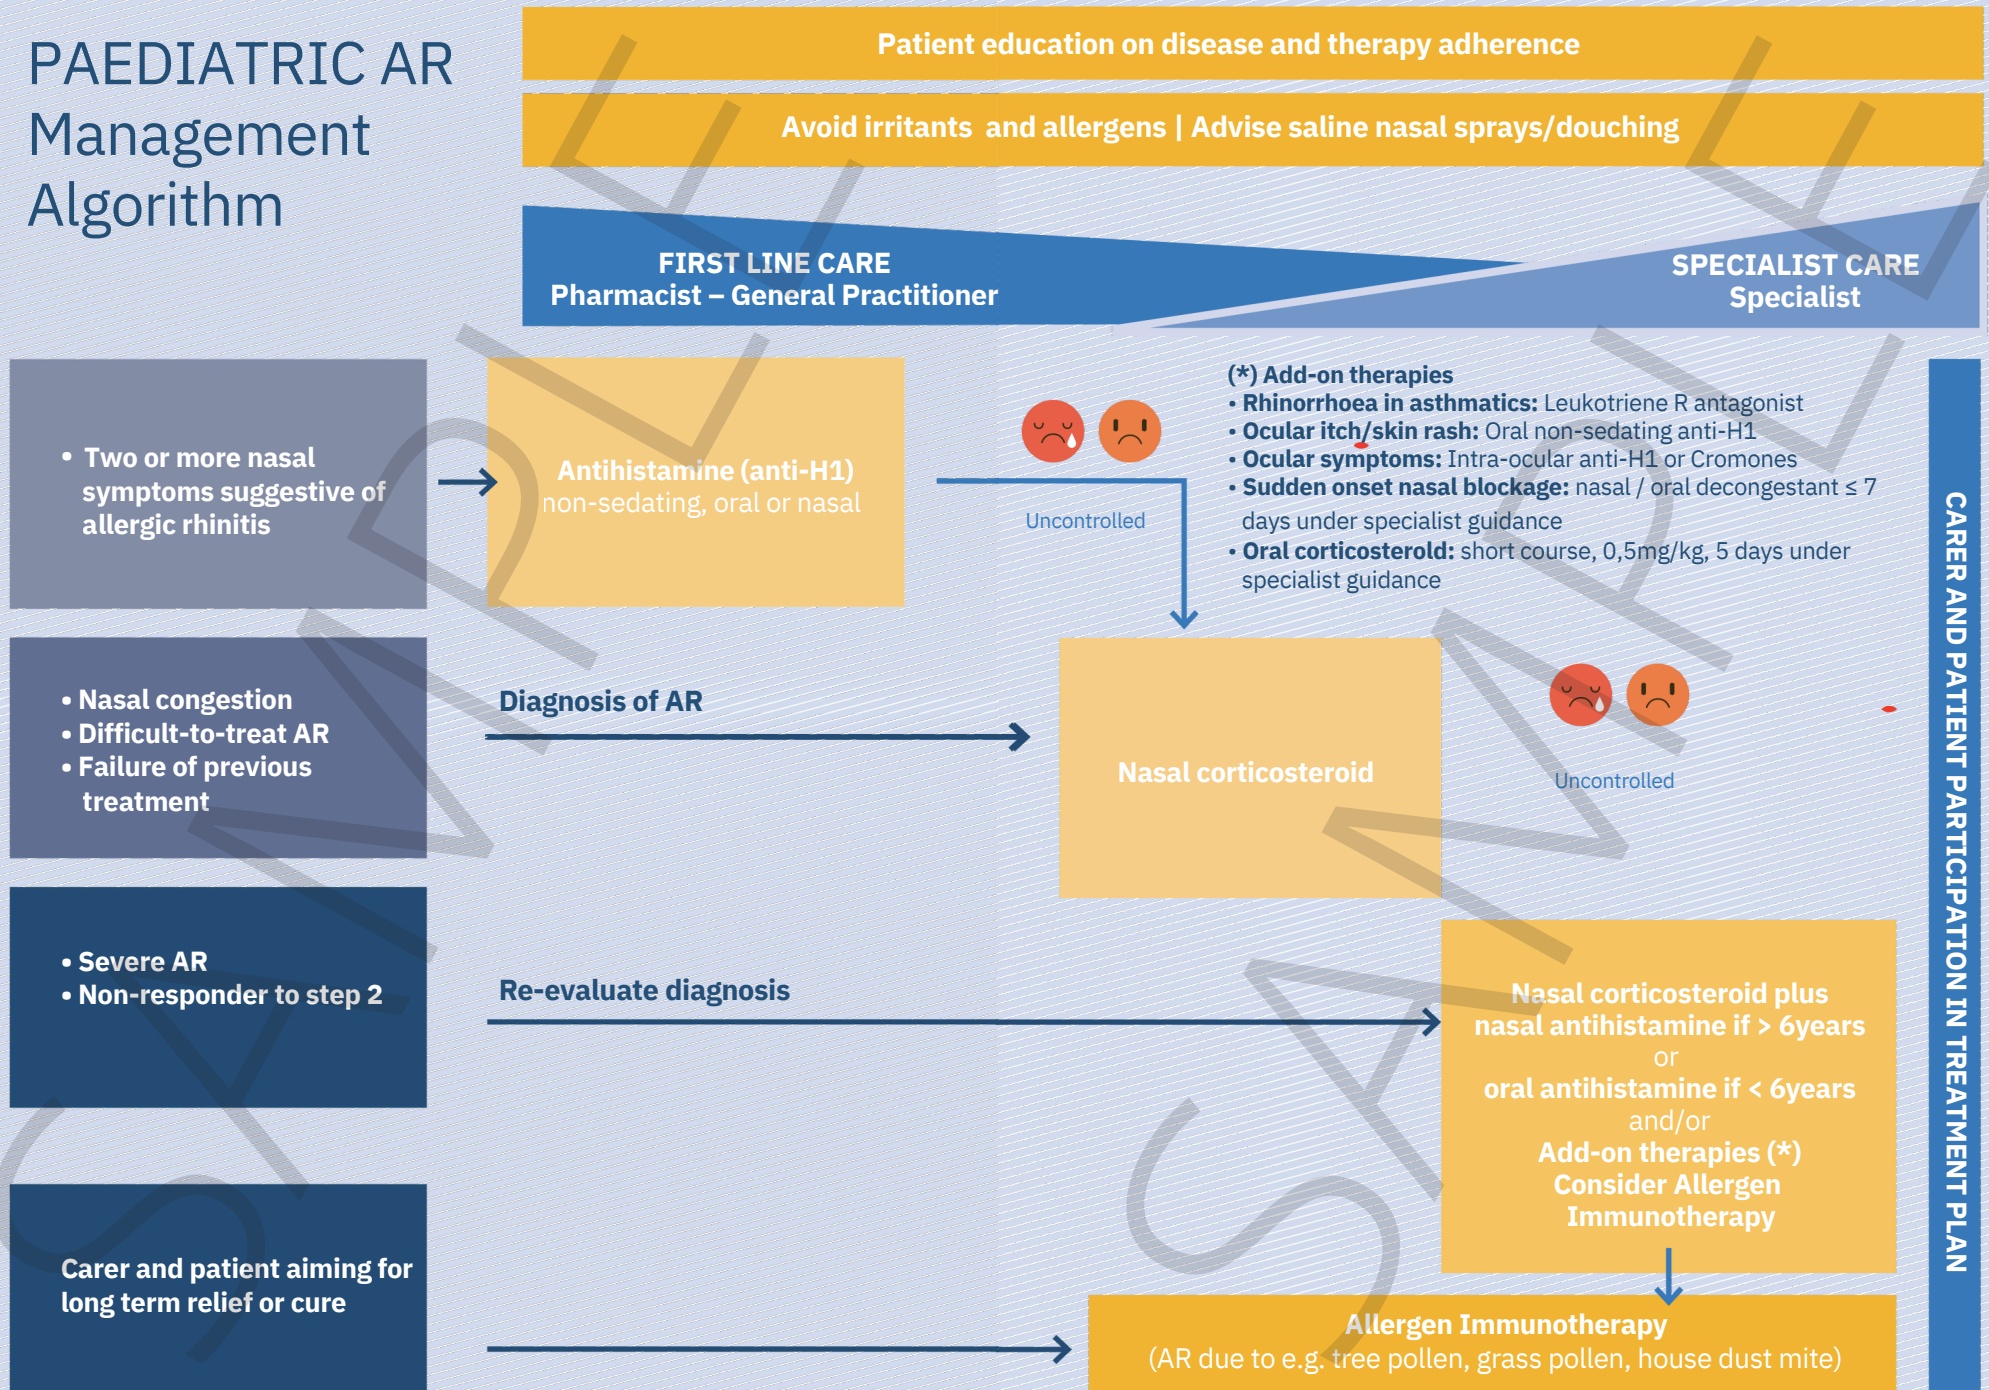 PAEDIATRIC AR
Management
Algorithm
Patient education on disease and therapy adherence
Avoid irritants and allergens | Advise saline nasal sprays/douching
FIRST LINE CARE
Pharmacist – General Practitioner
SPECIALIST CARE
Specialist
• Two or more nasal
symptoms suggestive of
allergic rhinitis
Antihistamine (anti-H1)
non-sedating, oral or nasal
Uncontrolled
(*) Add-on therapies
• Rhinorrhoea in asthmatics: Leukotriene R antagonist
• Ocular itch/skin rash: Oral non-sedating anti-H1
• Ocular symptoms: Intra-ocular anti-H1 or Cromones
• Sudden onset nasal blockage: nasal / oral decongestant ≤ 7
days under specialist guidance
• Oral corticosterold: short course, 0,5mg/kg, 5 days under
specialist guidance
• Nasal congestion
• Difficult-to-treat AR
• Failure of previous
treatment
Diagnosis of AR
Nasal corticosteroid
Uncontrolled
• Severe AR
• Non-responder to step 2
Re-evaluate diagnosis
Nasal corticosteroid plus
nasal antihistamine if > 6years
or
oral antihistamine if < 6years
and/or
Add-on therapies (*)
Consider Allergen
Immunotherapy
Carer and patient aiming for
long term relief or cure
Allergen Immunotherapy
(AR due to e.g. tree pollen, grass pollen, house dust mite)
CARER AND PATIENT PARTICIPATION IN TREATMENT PLAN
SAMPLE
SAMPLE